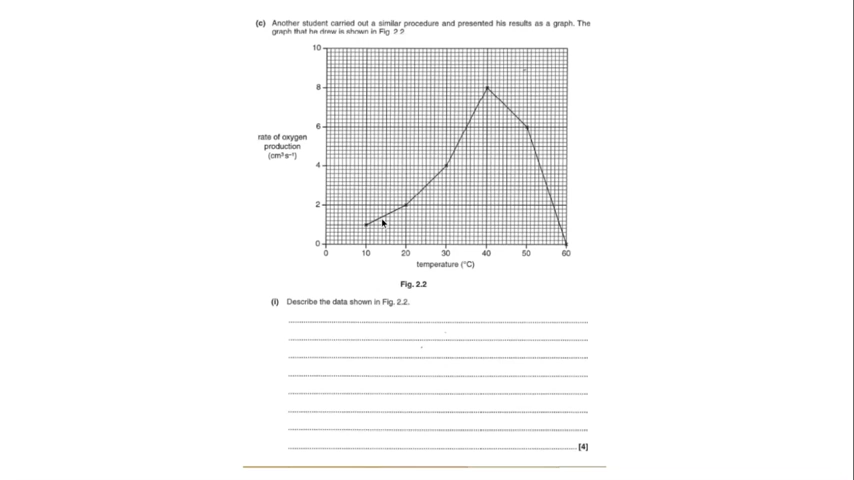 (c) Another student carried out a similar procedure and presented his results as a graph. The
graph that he drew is shown in Fig 2.2
10
8
6
rate of oxygen
production
(cm³ s⁻¹)
4
2
0
0 10 20 30 40 50 60
temperature (°C)
Fig. 2.2
(i) Describe the data shown in Fig. 2.2.
[4]